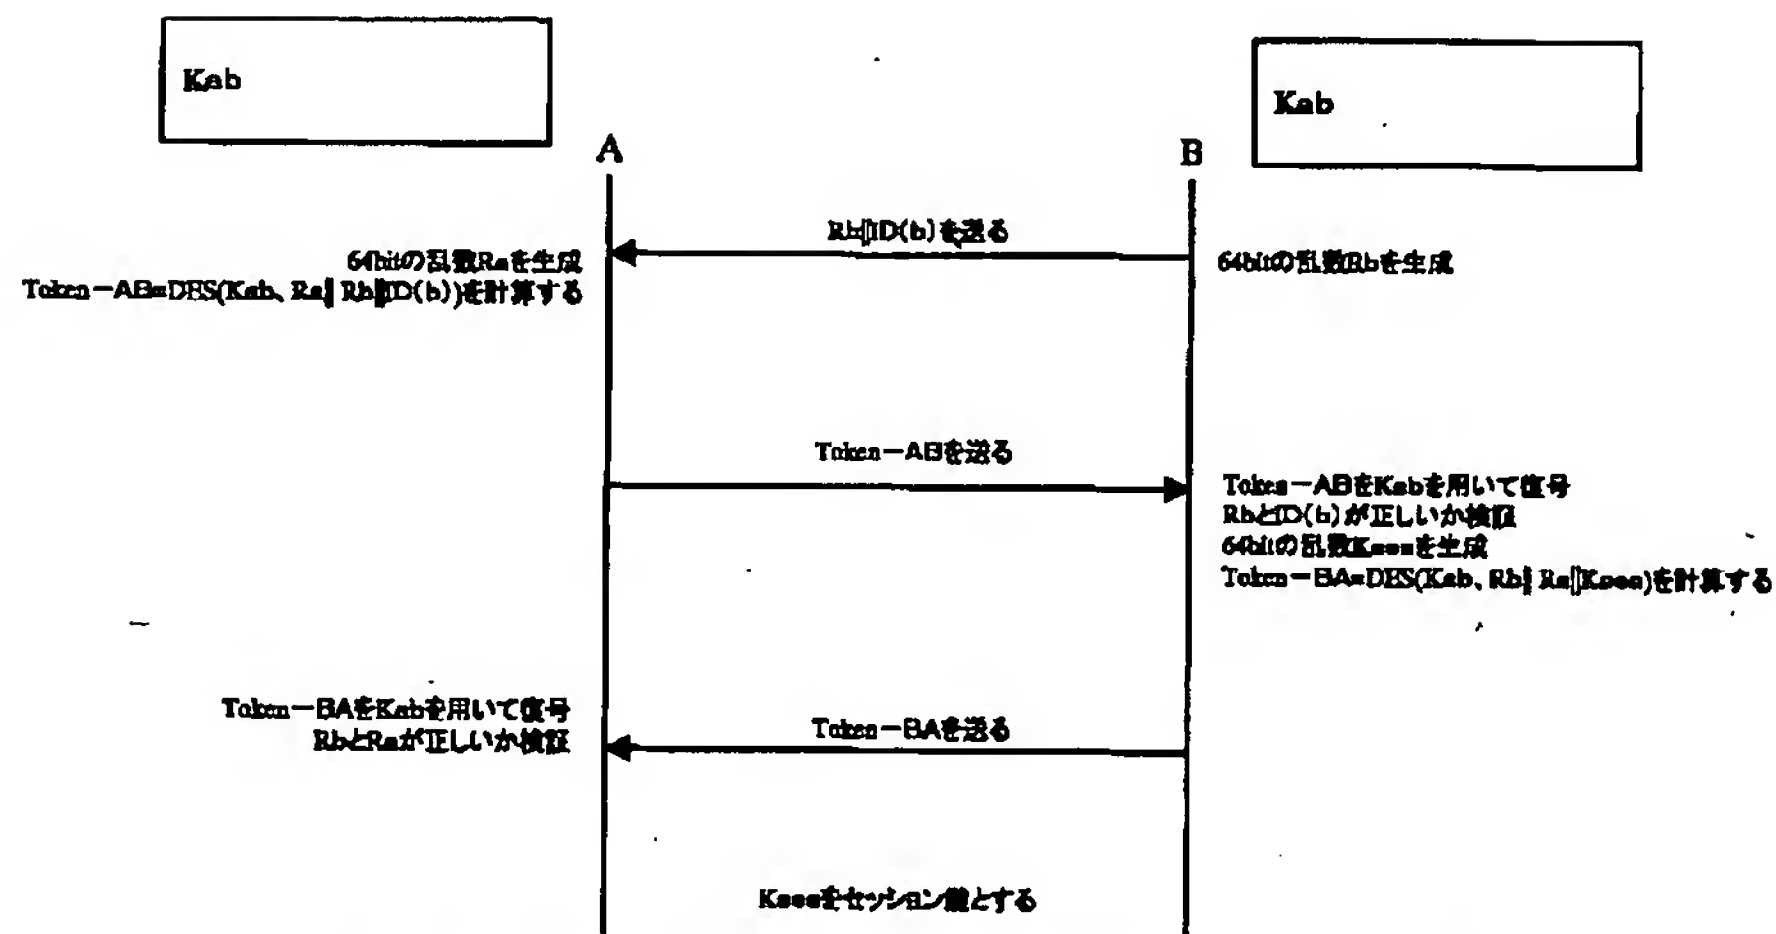 Kab
Kab
A
B
Rb||ID(b)を送る
64bitの乱数Raを生成
Token-AB=DES(Kab、Ra|| Rb||ID(b))を計算する
64bitの乱数Rbを生成
Token-ABを送る
Token-ABをKabを用いて復号
RbとID(b)が正しいか検証
64bitの乱数Ksesを生成
Token-BA=DES(Kab、Rb|| Ra||Kses)を計算する
Token-BAをKabを用いて復号
RbとRaが正しいか検証
Token-BAを送る
Ksesをセッション鍵とする